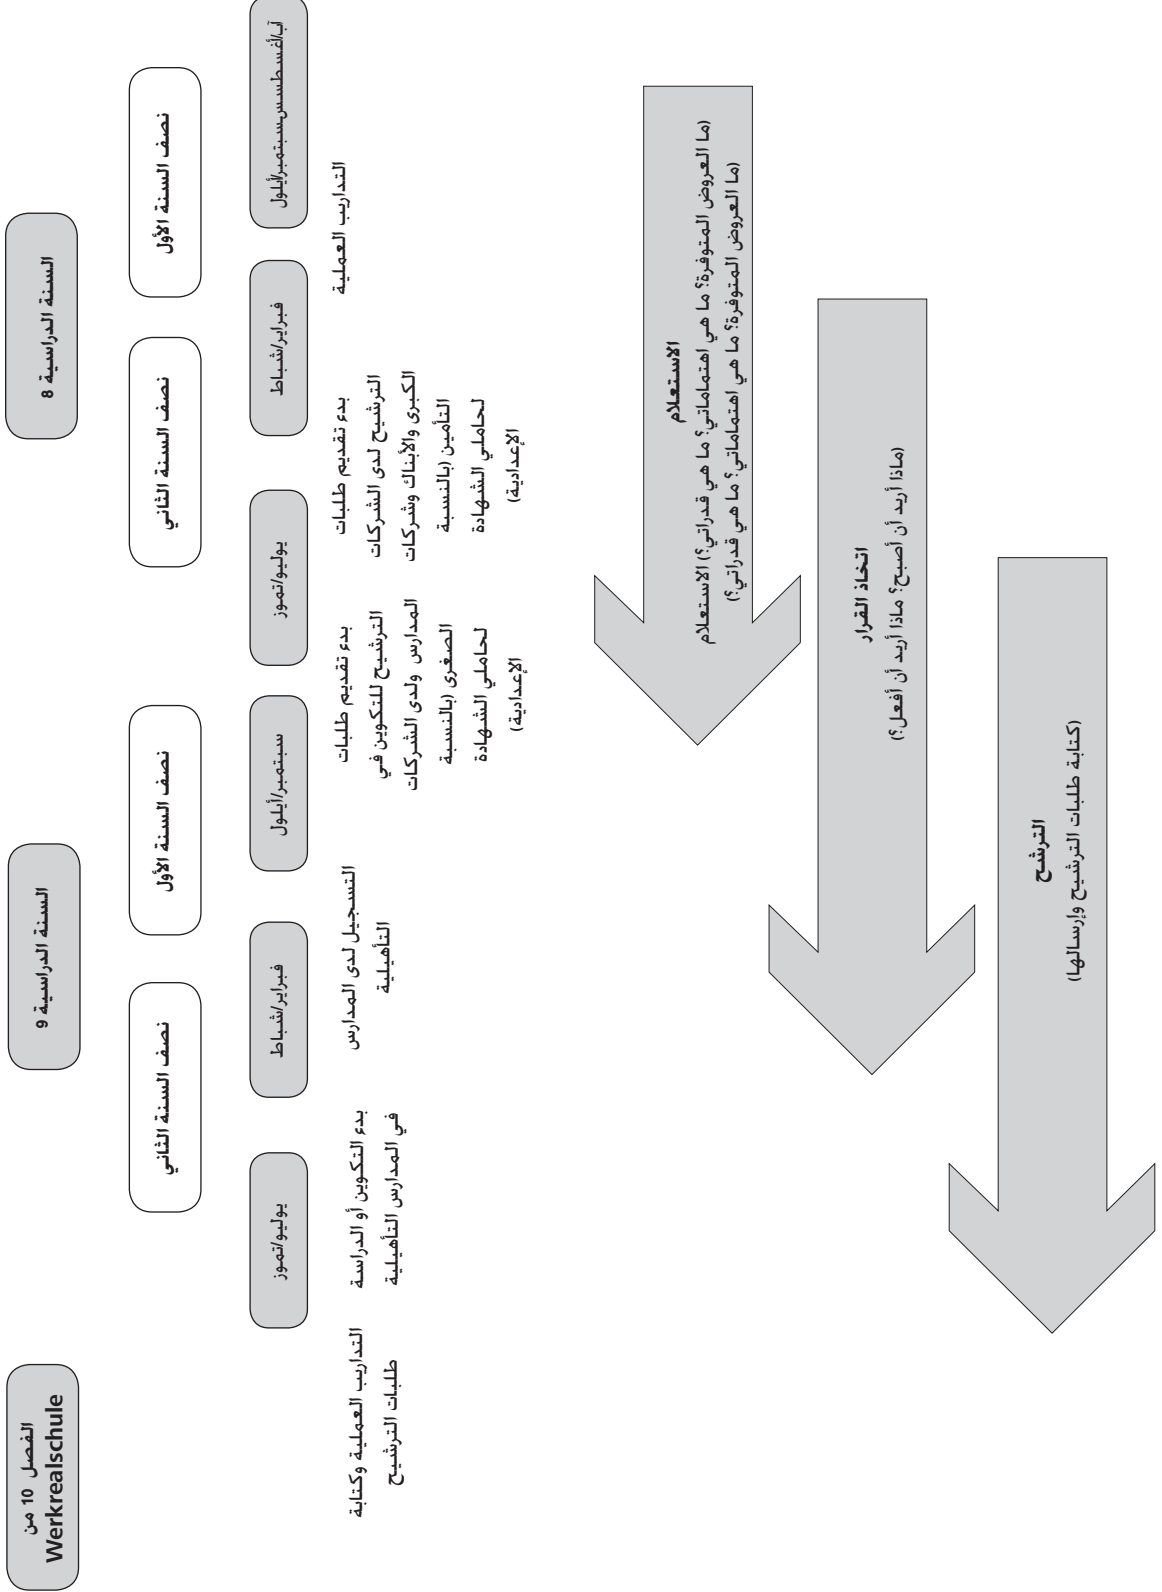 السنة الدراسية 8
السنة الدراسية 9
الفصل 10 من
Werkrealschule
نصف السنة الأول
نصف السنة الثاني
نصف السنة الأول
نصف السنة الثاني
آب/أغسطسسبتمبر/أيلول
فبراير/شباط
يوليو/تموز
سبتمبر/أيلول
فبراير/شباط
يوليو/تموز
التداريب العملية
بدء تقديم طلبات
الترشيح لدى الشركات
الكبرى والأبناك وشركات
التأمين (بالنسبة
لحاملي الشهادة
الإعدادية)
بدء تقديم طلبات
الترشيح للتكوين في
المدارس ولدى الشركات
الصغرى (بالنسبة
لحاملي الشهادة
الإعدادية)
التسجيل لدى المدارس
التأهيلية
بدء التكوين أو الدراسة
في المدارس التأهيلية
التداريب العملية وكتابة
طلبات الترشيح
الاستعلام
(ما العروض المتوفرة؟ ما هي اهتماماتي؟ ما هي قدراتي؟) الاستعلام
(ما العروض المتوفرة؟ ما هي اهتماماتي؟ ما هي قدراتي؟)
اتخاذ القرار
(ماذا أريد أن أصبح؟ ماذا أريد أن أفعل؟)
الترشح
(كتابة طلبات الترشيح وإرسالها)